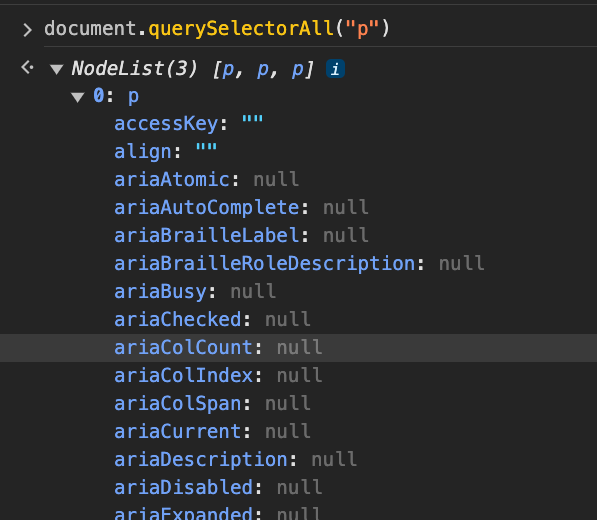 > document.querySelectorAll("p")
NodeList(3) [p, p, p] i
0: p
accessKey: ""
align: ""
ariaAtomic: null
ariaAutoComplete: null
ariaBrailleLabel: null
ariaBrailleRoleDescription: null
ariaBusy: null
ariaChecked: null
ariaColCount: null
ariaColIndex: null
ariaColSpan: null
ariaCurrent: null
ariaDescription: null
ariaDisabled: null
ariaExpanded: null